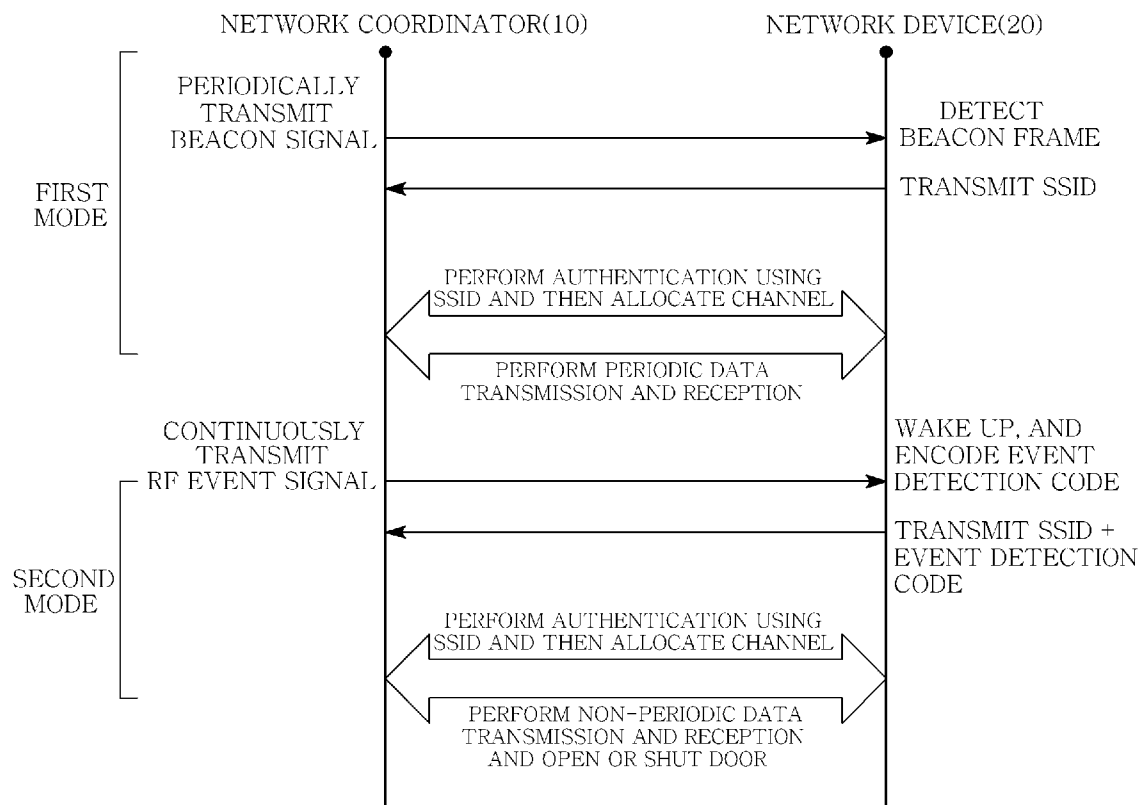 NETWORK COORDINATOR(10)
NETWORK DEVICE(20)
PERIODICALLY
TRANSMIT
BEACON SIGNAL
DETECT
BEACON FRAME
FIRST
MODE
TRANSMIT SSID
PERFORM AUTHENTICATION USING
SSID AND THEN ALLOCATE CHANNEL
PERFORM PERIODIC DATA
TRANSMISSION AND RECEPTION
CONTINUOUSLY
TRANSMIT
RF EVENT SIGNAL
WAKE UP, AND
ENCODE EVENT
DETECTION CODE
SECOND
MODE
TRANSMIT SSID +
EVENT DETECTION
CODE
PERFORM AUTHENTICATION USING
SSID AND THEN ALLOCATE CHANNEL
PERFORM NON-PERIODIC DATA
TRANSMISSION AND RECEPTION
AND OPEN OR SHUT DOOR